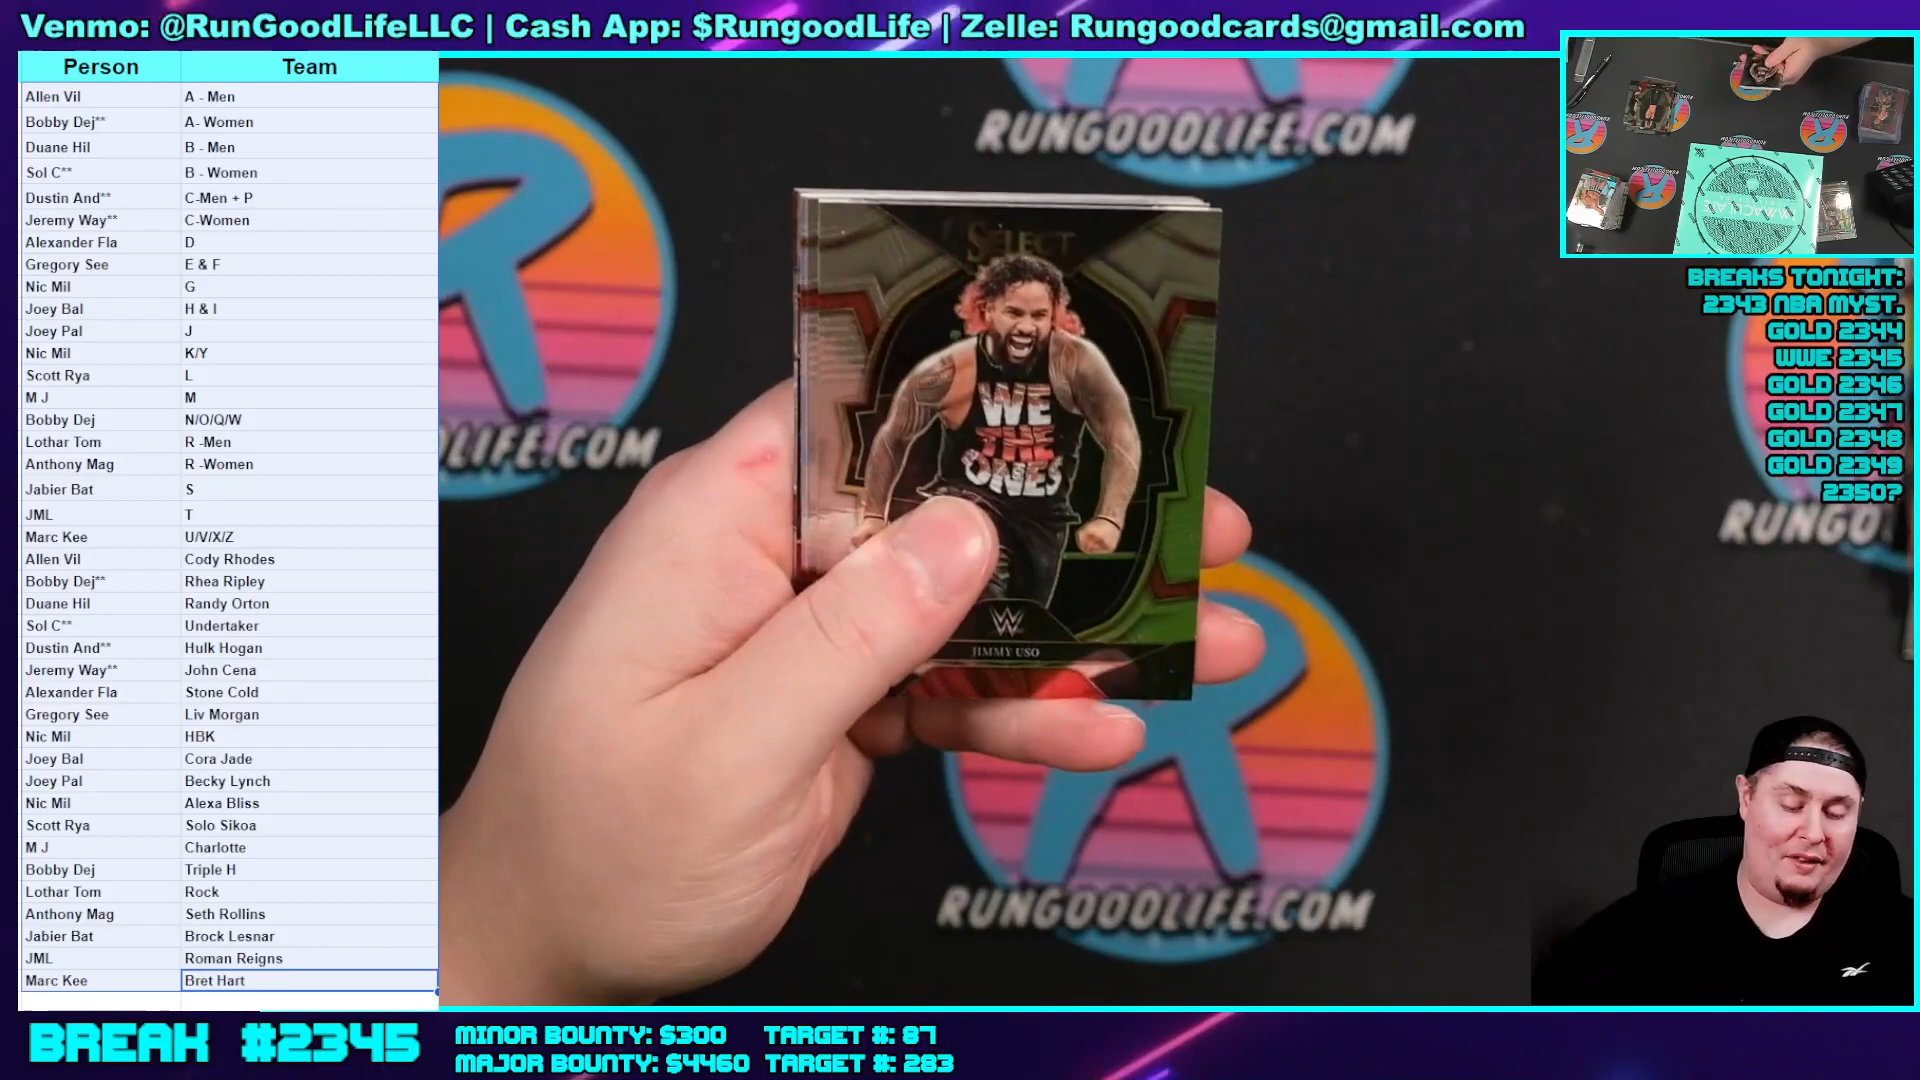 Venmo: @RunGoodLifeLLC | Cash App: $RungoodLife | Zelle: Rungoodcards@gmail.com
Person Team
Allen Vil A - Men
Bobby Dej** A- Women
Duane Hil B - Men
Sol C** B - Women
Dustin And** C-Men + P
Jeremy Way** C-Women
Alexander Fla D
Gregory See E & F
Nic Mil G
Joey Bal H & I
Joey Pal J
Nic Mil K/Y
Scott Rya L
M J M
Bobby Dej N/O/Q/W
Lothar Tom R -Men
Anthony Mag R -Women
Jabier Bat S
JML T
Marc Kee U/V/X/Z
Allen Vil Cody Rhodes
Bobby Dej** Rhea Ripley
Duane Hil Randy Orton
Sol C** Undertaker
Dustin And** Hulk Hogan
Jeremy Way** John Cena
Alexander Fla Stone Cold
Gregory See Liv Morgan
Nic Mil HBK
Joey Bal Cora Jade
Joey Pal Becky Lynch
Nic Mil Alexa Bliss
Scott Rya Solo Sikoa
M J Charlotte
Bobby Dej Triple H
Lothar Tom Rock
Anthony Mag Seth Rollins
Jabier Bat Brock Lesnar
JML Roman Reigns
Marc Kee Bret Hart
RUNGOODLIFE.COM
LIFE.COM
SELECT
WE
THE
ONES
W
JIMMY USO
RUNGOODLIFE.COM
RUNGO
IMMACULATE
BREAKS TONIGHT:
2343 NBA MYST.
GOLD 2344
WWE 2345
GOLD 2346
GOLD 2347
GOLD 2348
GOLD 2349
2350?
BREAK #2345
MINOR BOUNTY: $300 TARGET #: 87
MAJOR BOUNTY: $4460 TARGET #: 283